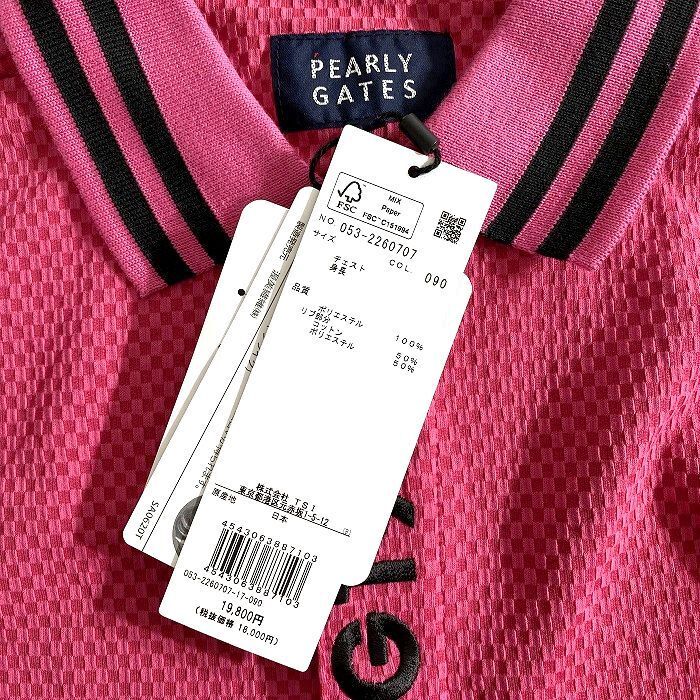 PEARLY
GATES
FSC
MIX
Paper
FSC™ C151994
NO. 053-2260707
サイズ COL 090
チェスト
身長
品質
ポリエステル 100%
リブ部分
コットン 50%
ポリエステル 50%
株式会社 TSI
東京都港区元赤坂1-5-12
原産地 日本
4543063887103
4543063887103
053-2260707-17-090
19,800円
(税抜価格 18,000円)
SA0620T
G